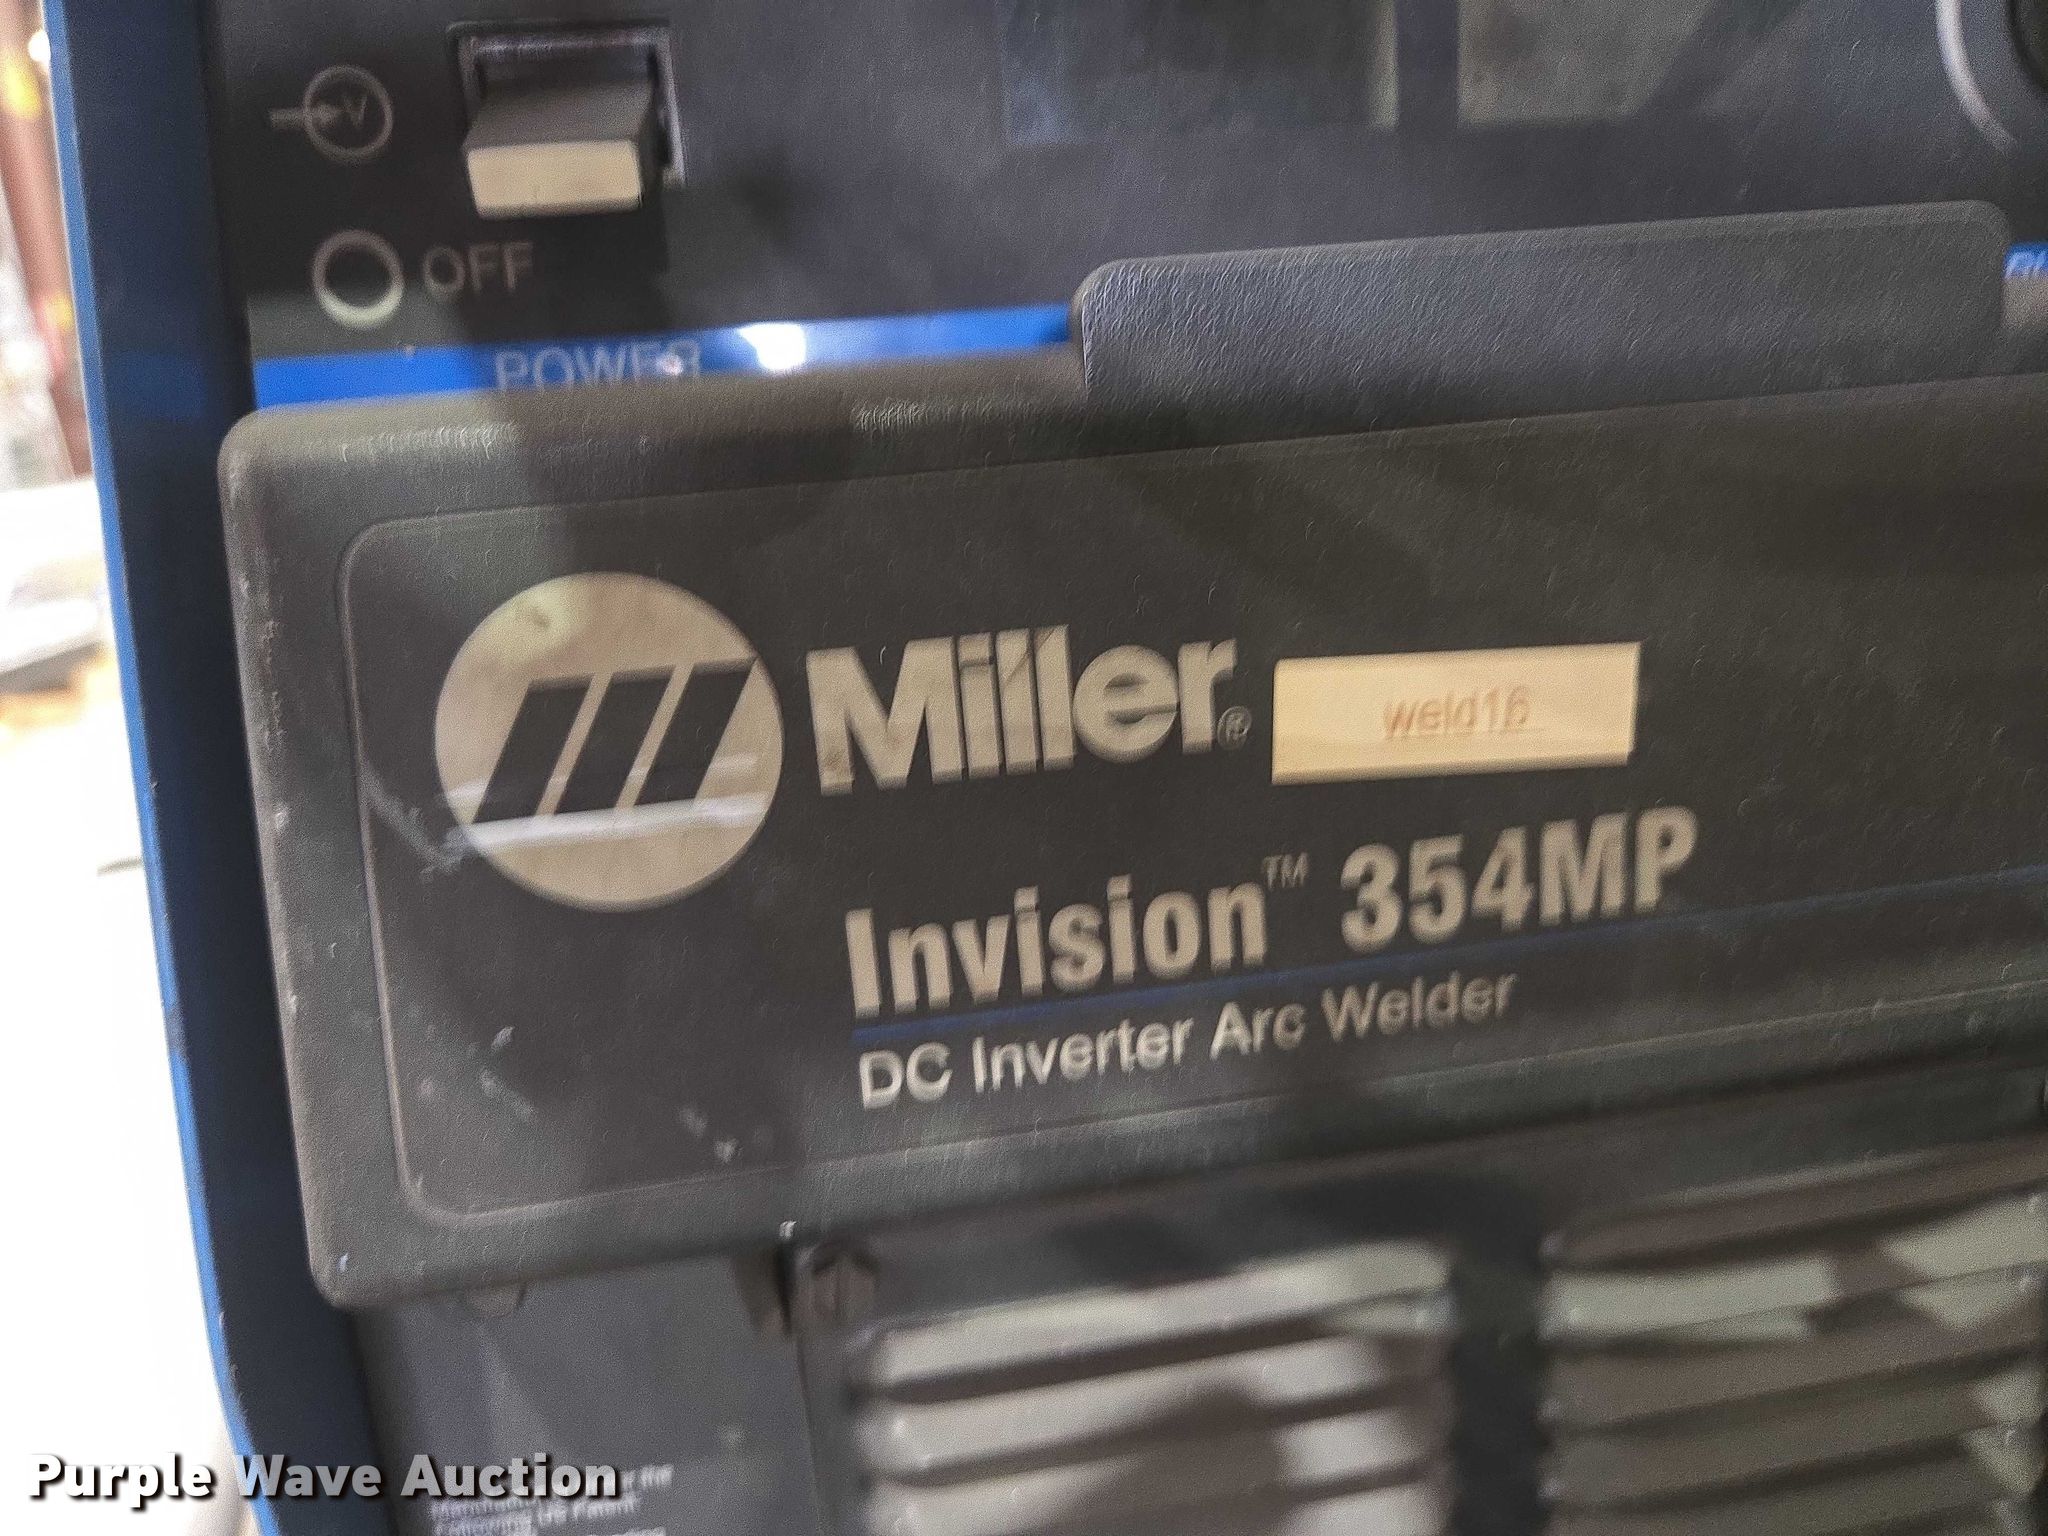 V
OFF
POWER
Miller®
weld16
Invision™ 354MP
DC Inverter Arc Welder
Purple Wave Auction